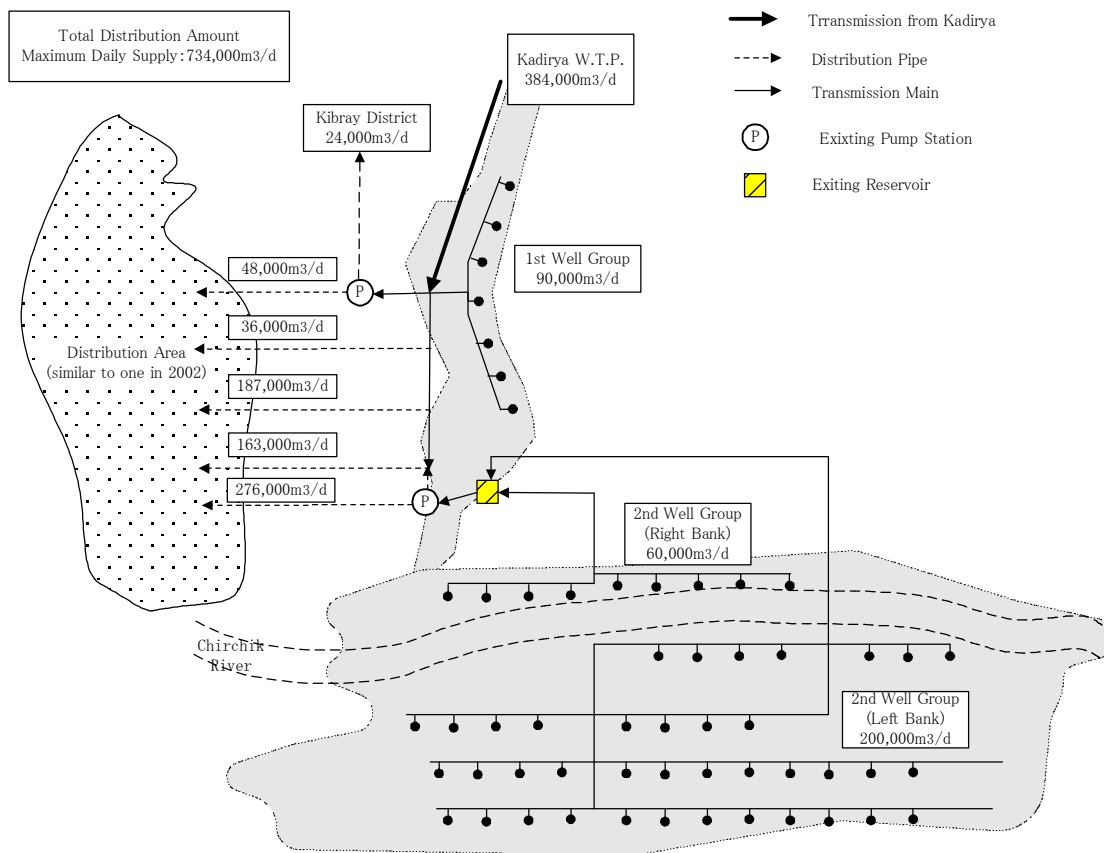 Total Distribution Amount
Maximum Daily Supply:734,000m3/d
Kadirya W.T.P.
384,000m3/d
Ttransmission from Kadirya
Distribution Pipe
Transmission Main
P
Exixting Pump Station
Exiting Reservoir
Kibray District
24,000m3/d
1st Well Group
90,000m3/d
48,000m3/d
P
36,000m3/d
Distribution Area
(similar to one in 2002)
187,000m3/d
163,000m3/d
276,000m3/d
P
2nd Well Group
(Right Bank)
60,000m3/d
Chirchik
River
2nd Well Group
(Left Bank)
200,000m3/d